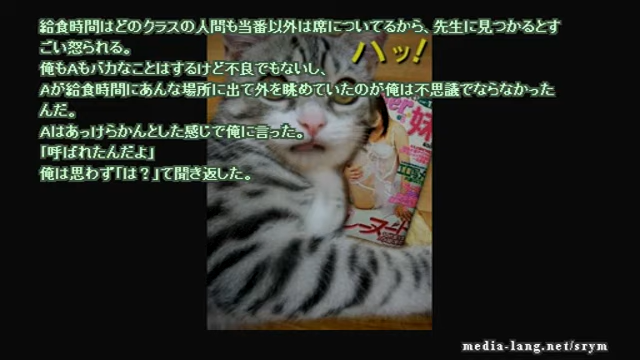 給食時間はどのクラスの人間も当番以外は席についてるから、先生に見つかるとす
ごい怒られる。
俺もAもバカなことはするけど不良でもないし、
Aが給食時間にあんな場所に出て外を眺めていたのが俺は不思議でならなかった
んだ。
Aはあっけらかんとした感じで俺に言った。
「呼ばれたんだよ」
俺は思わず「は？」て聞き返した。
ハッ!
妹
media-lang.net/srym